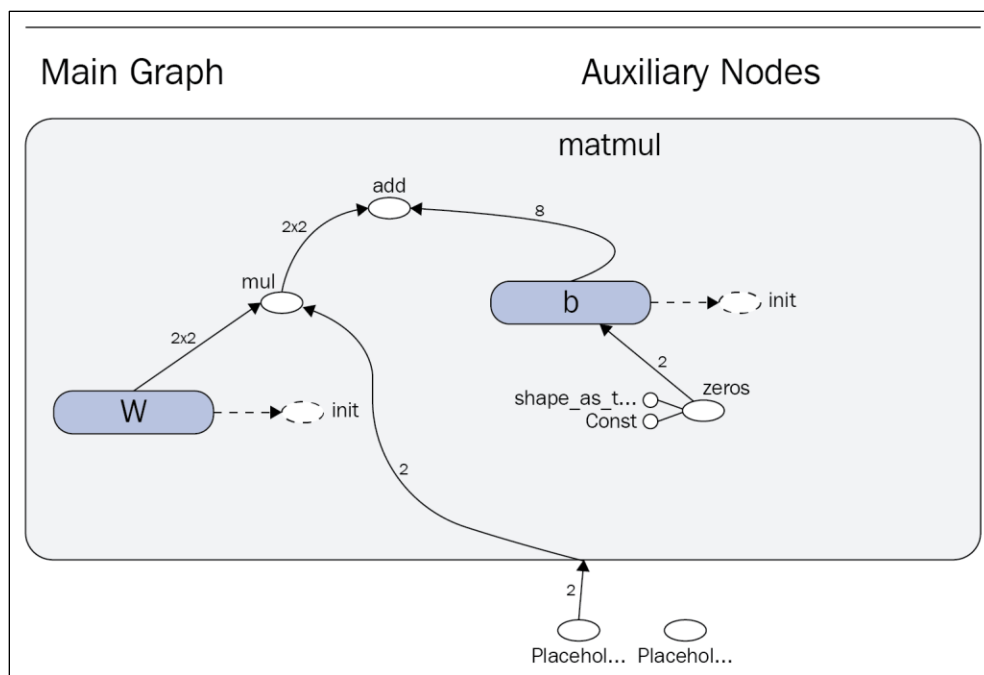 Main Graph
Auxiliary Nodes
matmul
add
8
2x2
mul
b
init
2x2
2
zeros
shape_as_t...
Const
W
init
2
2
Placehol...
Placehol...